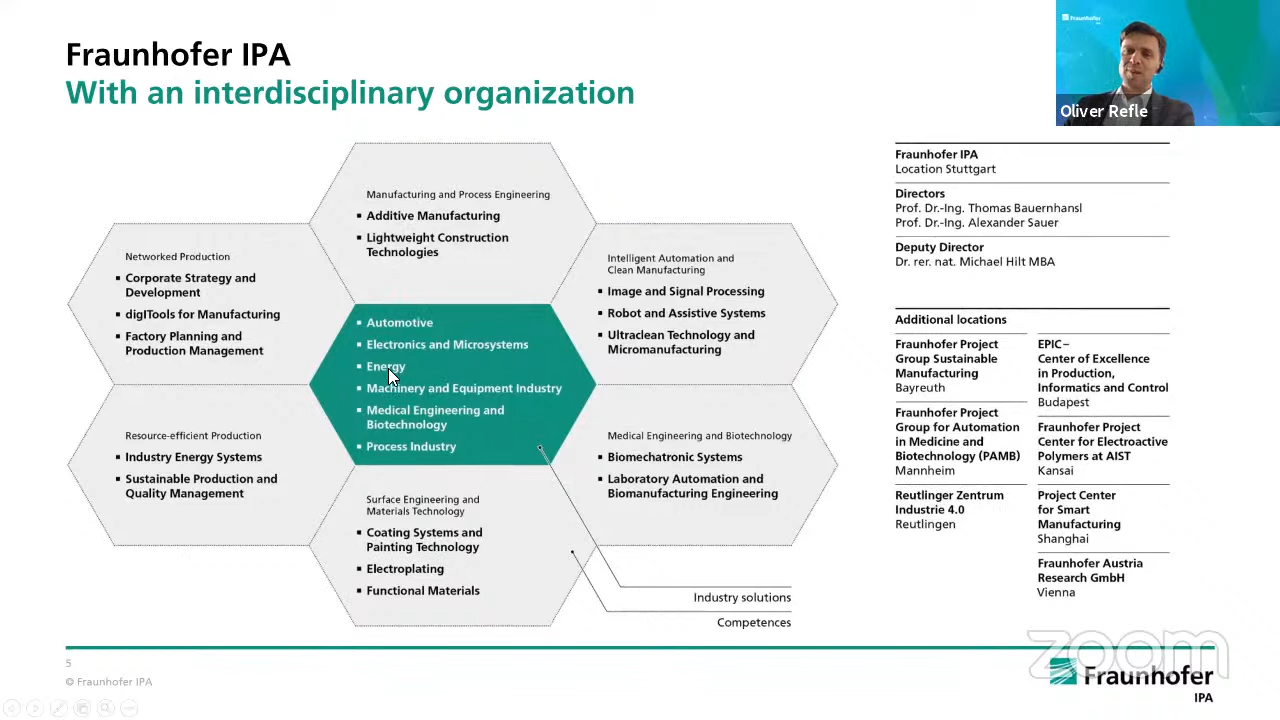 Fraunhofer IPA
With an interdisciplinary organization
Fraunhofer
Oliver Refle
Manufacturing and Process Engineering
▪ Additive Manufacturing
▪ Lightweight Construction
Technologies
Networked Production
▪ Corporate Strategy and
Development
▪ digITools for Manufacturing
▪ Factory Planning and
Production Management
Intelligent Automation and
Clean Manufacturing
▪ Image and Signal Processing
▪ Robot and Assistive Systems
▪ Ultraclean Technology and
Micromanufacturing
▪ Automotive
▪ Electronics and Microsystems
▪ Energy
▪ Machinery and Equipment Industry
▪ Medical Engineering and
Biotechnology
▪ Process Industry
Resource-efficient Production
▪ Industry Energy Systems
▪ Sustainable Production and
Quality Management
Medical Engineering and Biotechnology
▪ Biomechatronic Systems
▪ Laboratory Automation and
Biomanufacturing Engineering
Surface Engineering and
Materials Technology
▪ Coating Systems and
Painting Technology
▪ Electroplating
▪ Functional Materials
Industry solutions
Competences
Fraunhofer IPA
Location Stuttgart
Directors
Prof. Dr.-Ing. Thomas Bauernhansl
Prof. Dr.-Ing. Alexander Sauer
Deputy Director
Dr. rer. nat. Michael Hilt MBA
Additional locations
Fraunhofer Project
Group Sustainable
Manufacturing
Bayreuth
Fraunhofer Project
Group for Automation
in Medicine and
Biotechnology (PAMB)
Mannheim
Reutlinger Zentrum
Industrie 4.0
Reutlingen
EPIC–
Center of Excellence
in Production,
Informatics and Control
Budapest
Fraunhofer Project
Center for Electroactive
Polymers at AIST
Kansai
Project Center
for Smart
Manufacturing
Shanghai
Fraunhofer Austria
Research GmbH
Vienna
5
© Fraunhofer IPA
zoom
Fraunhofer
IPA